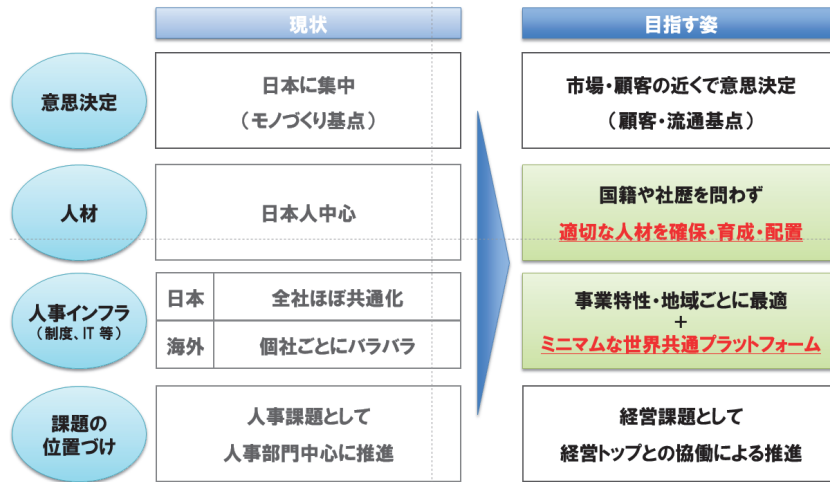 現状
目指す姿
意思決定
日本に集中
(モノづくり基点)
市場・顧客の近くで意思決定
(顧客・流通基点)
人材
日本人中心
国籍や社歴を問わず
適切な人材を確保・育成・配置
人事インフラ
(制度、IT 等)
日本 全社ほぼ共通化
海外 個社ごとにバラバラ
事業特性・地域ごとに最適
+
ミニマムな世界共通プラットフォーム
課題の
位置づけ
人事課題として
人事部門中心に推進
経営課題として
経営トップとの協働による推進